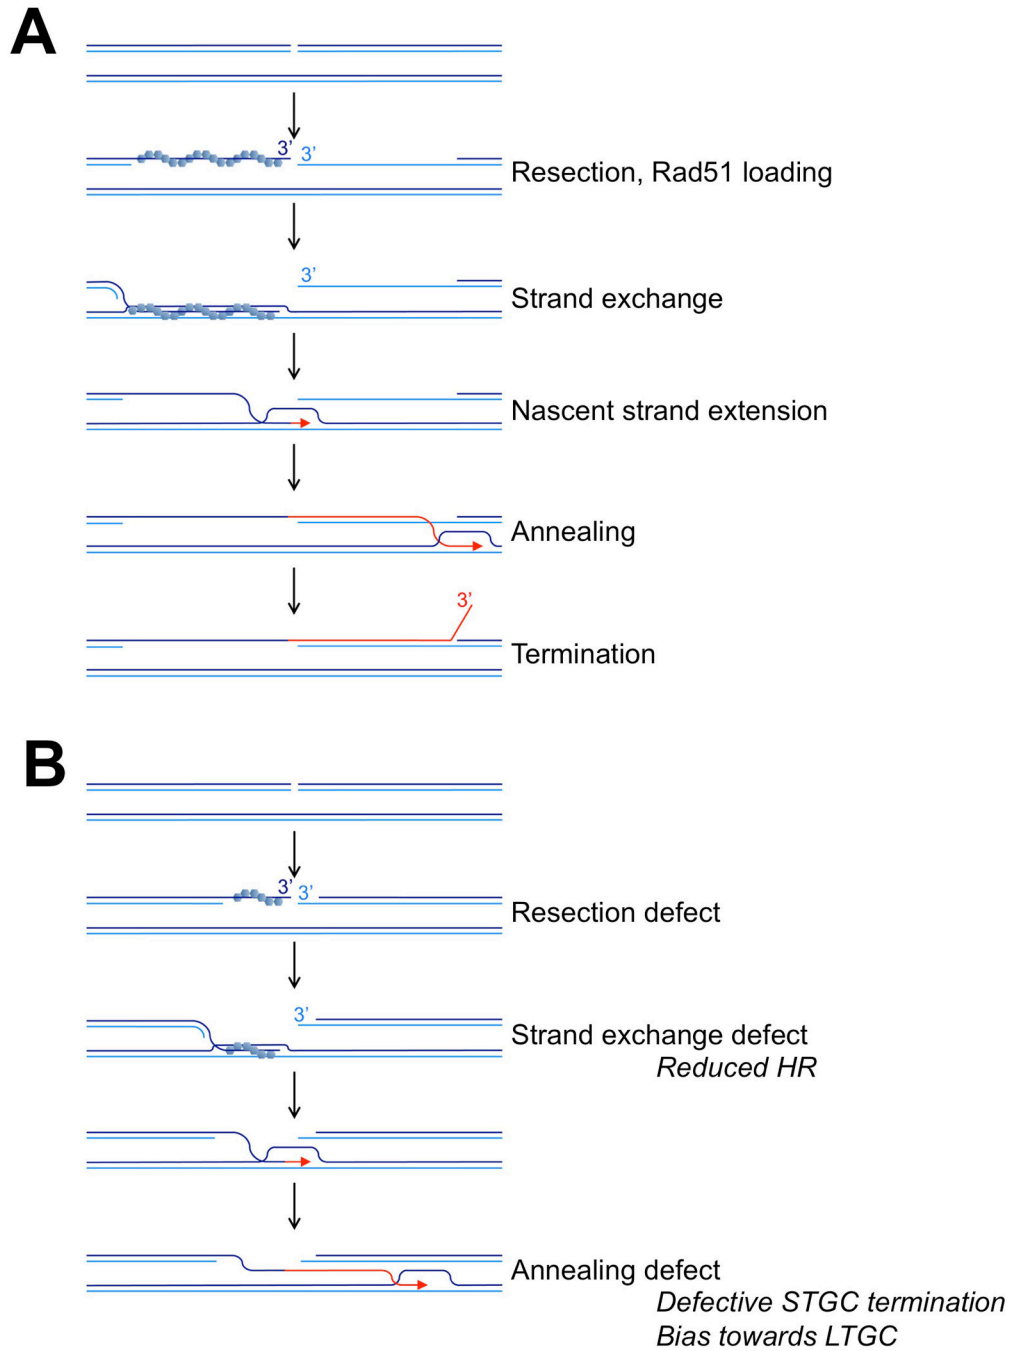 A
3’ 3’
Resection, Rad51 loading
3’
Strand exchange
Nascent strand extension
Annealing
3’
Termination
B
3’ 3’
Resection defect
3’
Strand exchange defect
Reduced HR
Annealing defect
Defective STGC termination
Bias towards LTGC